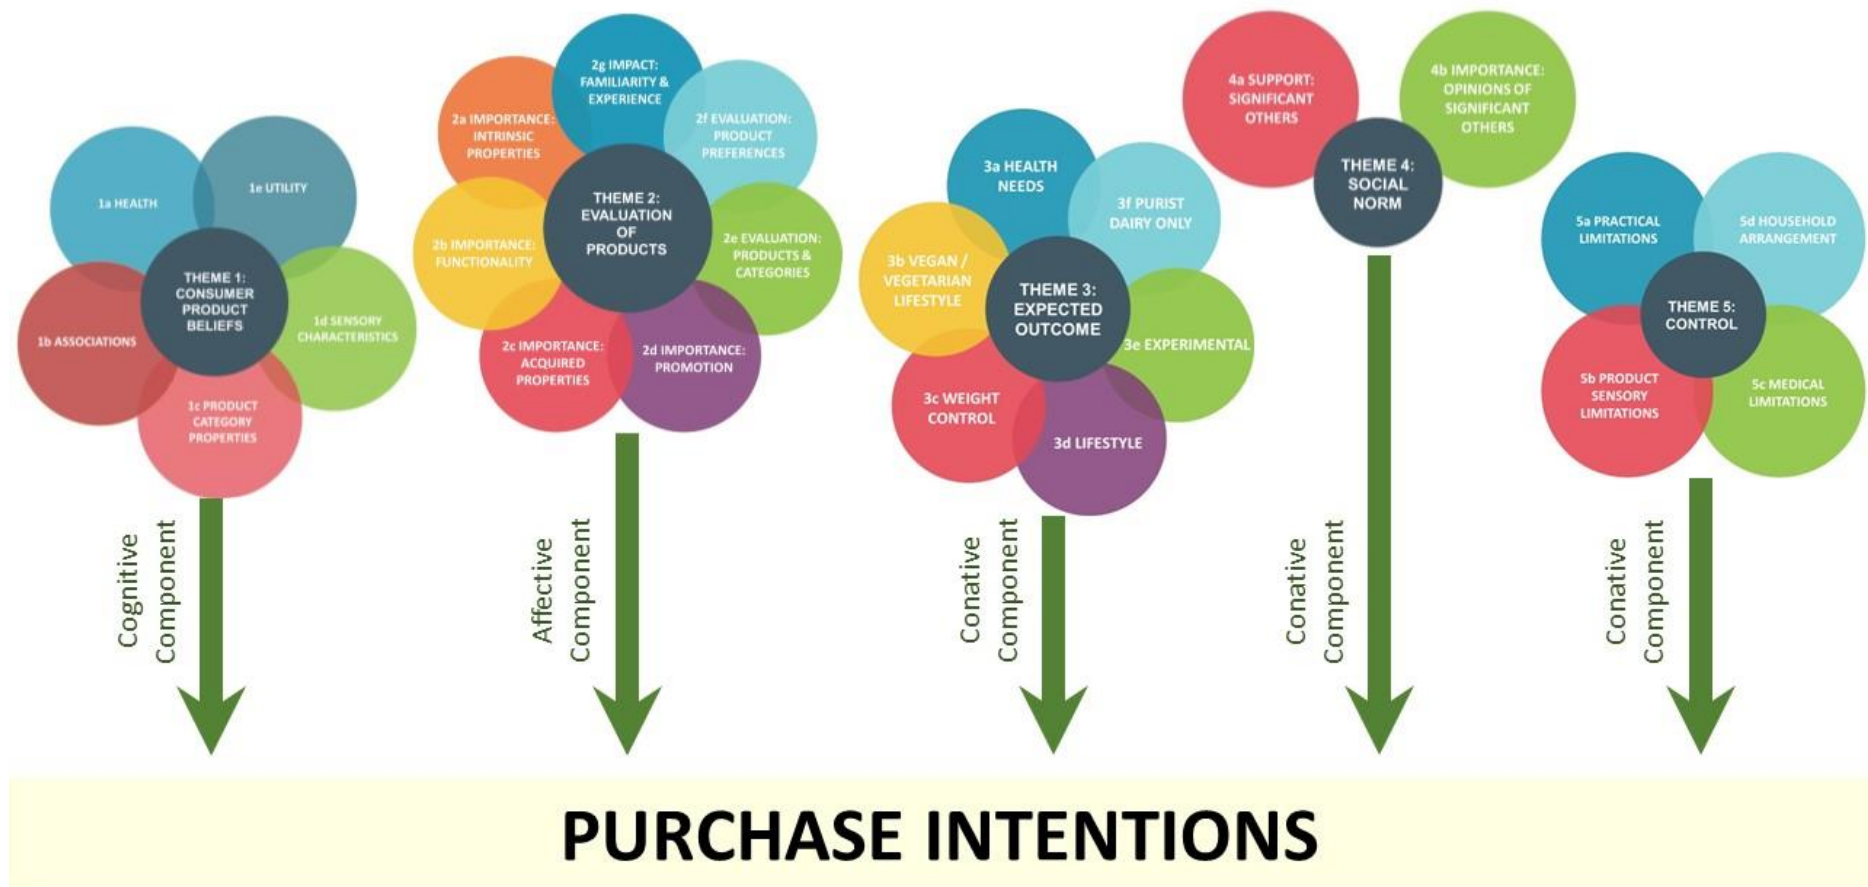 1a HEALTH
1e UTILITY
THEME 1:
CONSUMER
PRODUCT
BELIEFS
1b ASSOCIATIONS
1d SENSORY
CHARACTERISTICS
1c PRODUCT
CATEGORY
PROPERTIES
2g IMPACT:
FAMILIARITY &
EXPERIENCE
2a IMPORTANCE:
INTRINSIC
PROPERTIES
2f EVALUATION:
PRODUCT
PREFERENCES
THEME 2:
EVALUATION
OF
PRODUCTS
2b IMPORTANCE:
FUNCTIONALITY
2e EVALUATION:
PRODUCTS &
CATEGORIES
2c IMPORTANCE:
ACQUIRED
PROPERTIES
2d IMPORTANCE:
PROMOTION
3a HEALTH
NEEDS
3f PURIST
DAIRY ONLY
3b VEGAN /
VEGETARIAN
LIFESTYLE
THEME 3:
EXPECTED
OUTCOME
3e EXPERIMENTAL
3c WEIGHT
CONTROL
3d LIFESTYLE
4a SUPPORT:
SIGNIFICANT
OTHERS
4b IMPORTANCE:
OPINIONS OF
SIGNIFICANT
OTHERS
THEME 4:
SOCIAL
NORM
5a PRACTICAL
LIMITATIONS
5d HOUSEHOLD
ARRANGEMENT
THEME 5:
CONTROL
5b PRODUCT
SENSORY
LIMITATIONS
5c MEDICAL
LIMITATIONS
Cognitive
Component
Affective
Component
Conative
Component
Conative
Component
Conative
Component
PURCHASE INTENTIONS